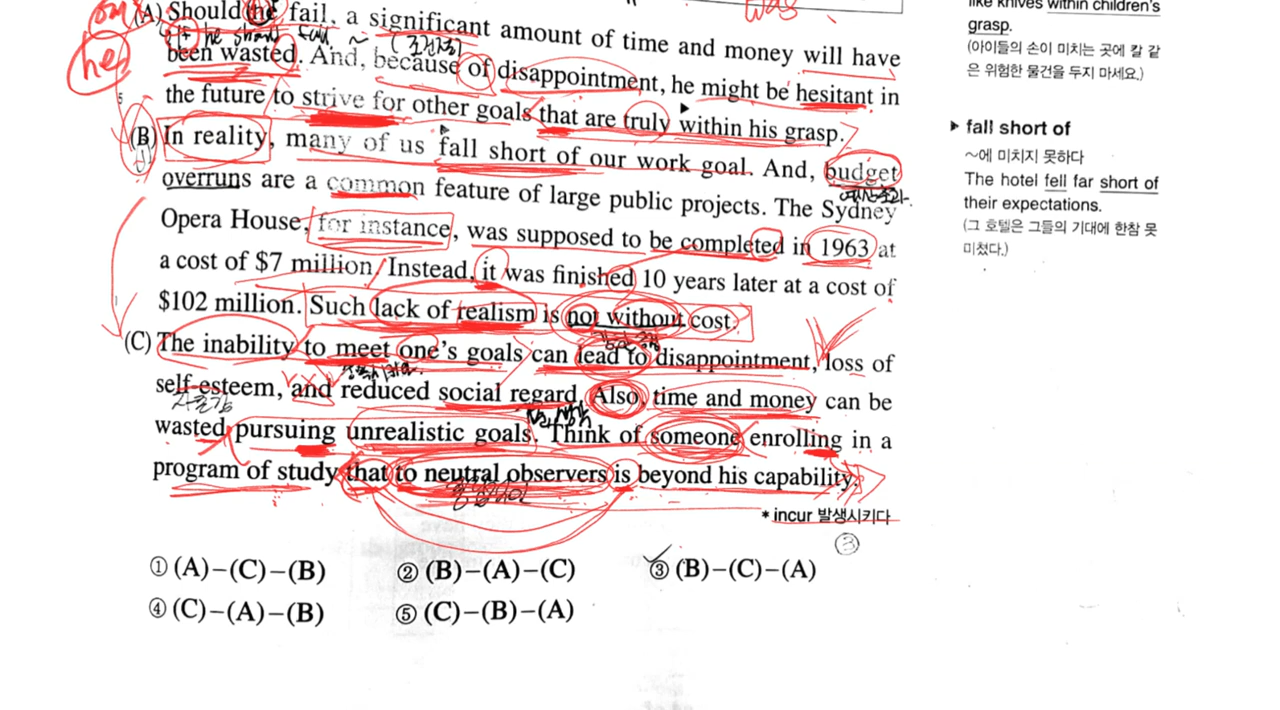 was
(A) Should he fail, a significant amount of time and money will have
if he should fail ~ (조건절)
he
been wasted. And, because of disappointment, he might be hesitant in
5
the future to strive for other goals that are truly within his grasp.
(B) In reality, many of us fall short of our work goal. And, budget
overruns are a common feature of large public projects. The Sydney
예산초과
Opera House, for instance, was supposed to be completed in 1963 at
a cost of $7 million. Instead, it was finished 10 years later at a cost of
$102 million. Such lack of realism is not without cost.
(C) The inability to meet one's goals can lead to disappointment, loss of
self-esteem, and reduced social regard. Also, time and money can be
자존감
wasted pursuing unrealistic goals. Think of someone enrolling in a
program of study that to neutral observers is beyond his capability.
* incur 발생시키다
③
① (A)－(C)－(B)
② (B)－(A)－(C)
③ (B)－(C)－(A)
④ (C)－(A)－(B)
⑤ (C)－(B)－(A)
like knives within children's
grasp.
(아이들의 손이 미치는 곳에 칼 같
은 위험한 물건을 두지 마세요.)
fall short of
～에 미치지 못하다
The hotel fell far short of
their expectations.
(그 호텔은 그들의 기대에 한참 못
미쳤다.)